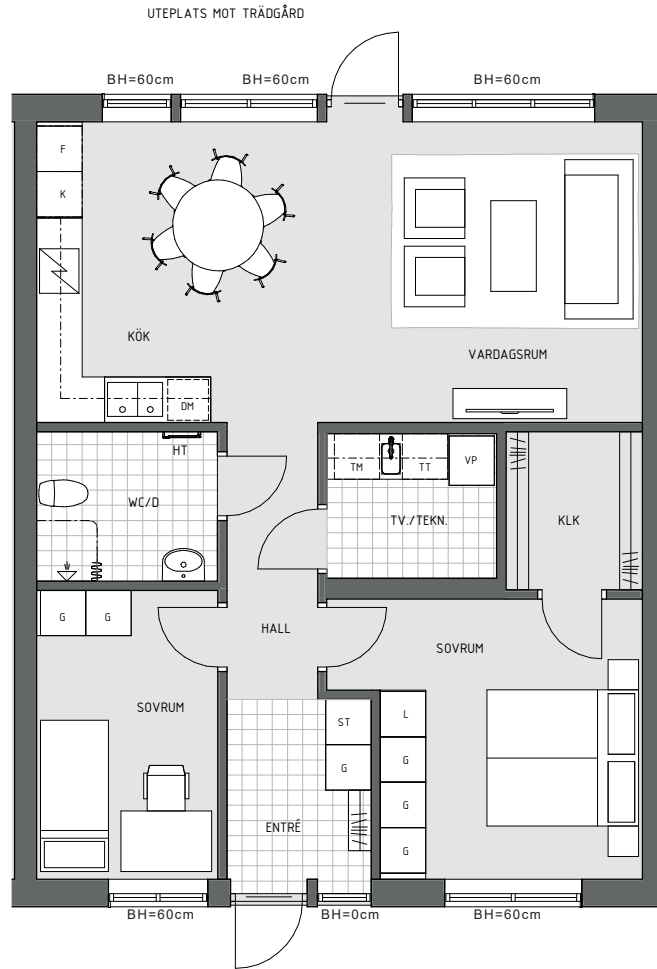 UTEPLATS MOT TRÄDGÅRD
BH=60cm BH=60cm BH=60cm
F
K
KÖK
VARDAGSRUM
DM
HT
TM TT VP
WC/D
TV./TEKN.
KLK
G G
HALL
SOVRUM
SOVRUM
L
ST
G
G
G
ENTRÉ
G
BH=60cm BH=0cm BH=60cm